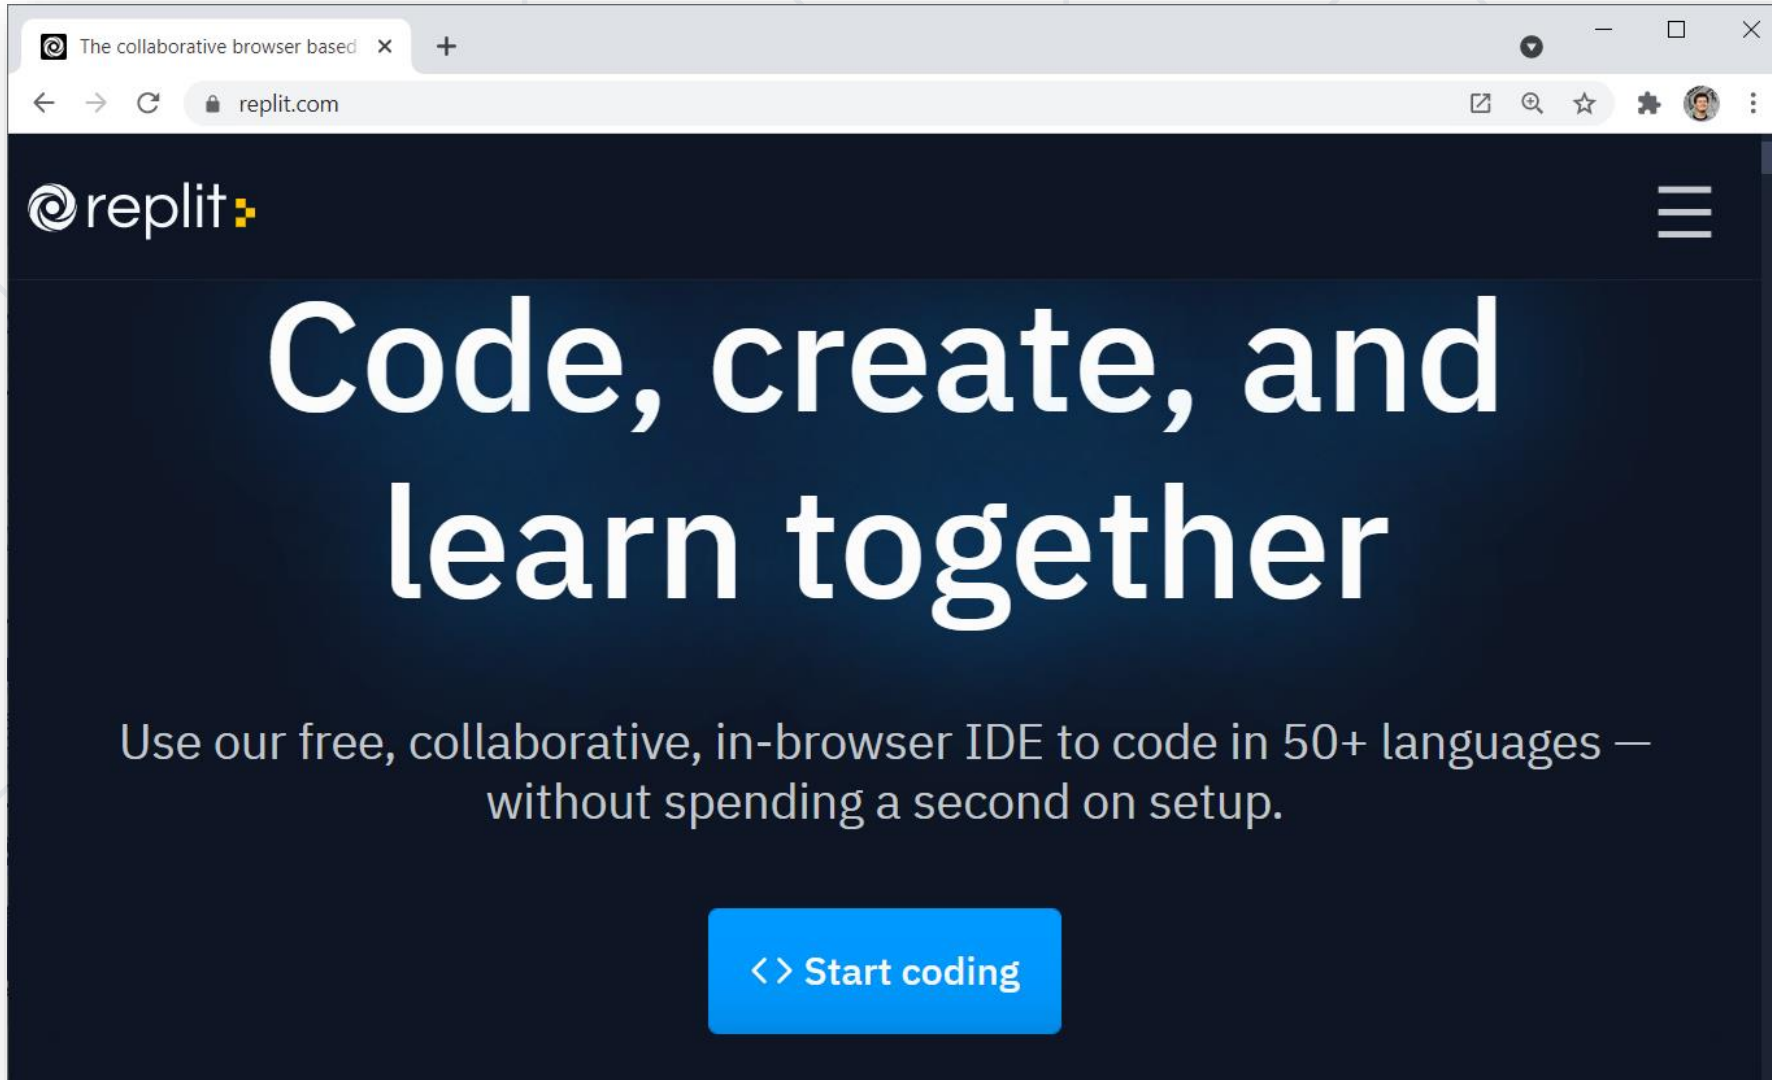 The collaborative browser based
replit.com
replit
Code, create, and
learn together
Use our free, collaborative, in-browser IDE to code in 50+ languages —
without spending a second on setup.
<> Start coding